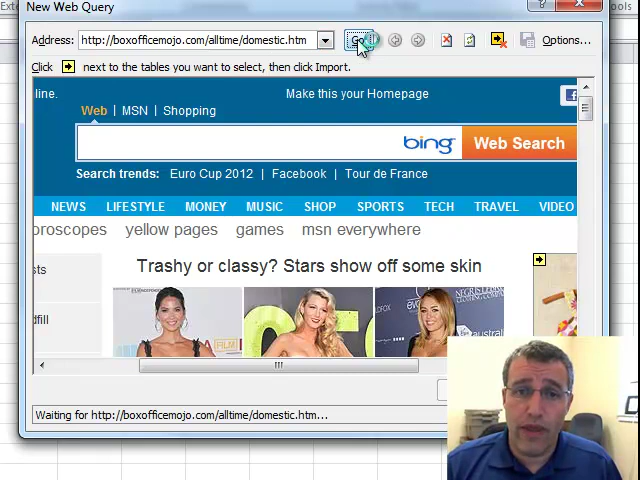 New Web Query
Address: http://boxofficemojo.com/alltime/domestic.htm Go Options...
Click next to the tables you want to select, then click Import.
line. Make this your Homepage
Web | MSN | Shopping
bing Web Search
Search trends: Euro Cup 2012 | Facebook | Tour de France
NEWS LIFESTYLE MONEY MUSIC SHOP SPORTS TECH TRAVEL VIDEO
oroscopes yellow pages games msn everywhere
sts
Trashy or classy? Stars show off some skin
dfill
FILM
Waiting for http://boxofficemojo.com/alltime/domestic.htm...